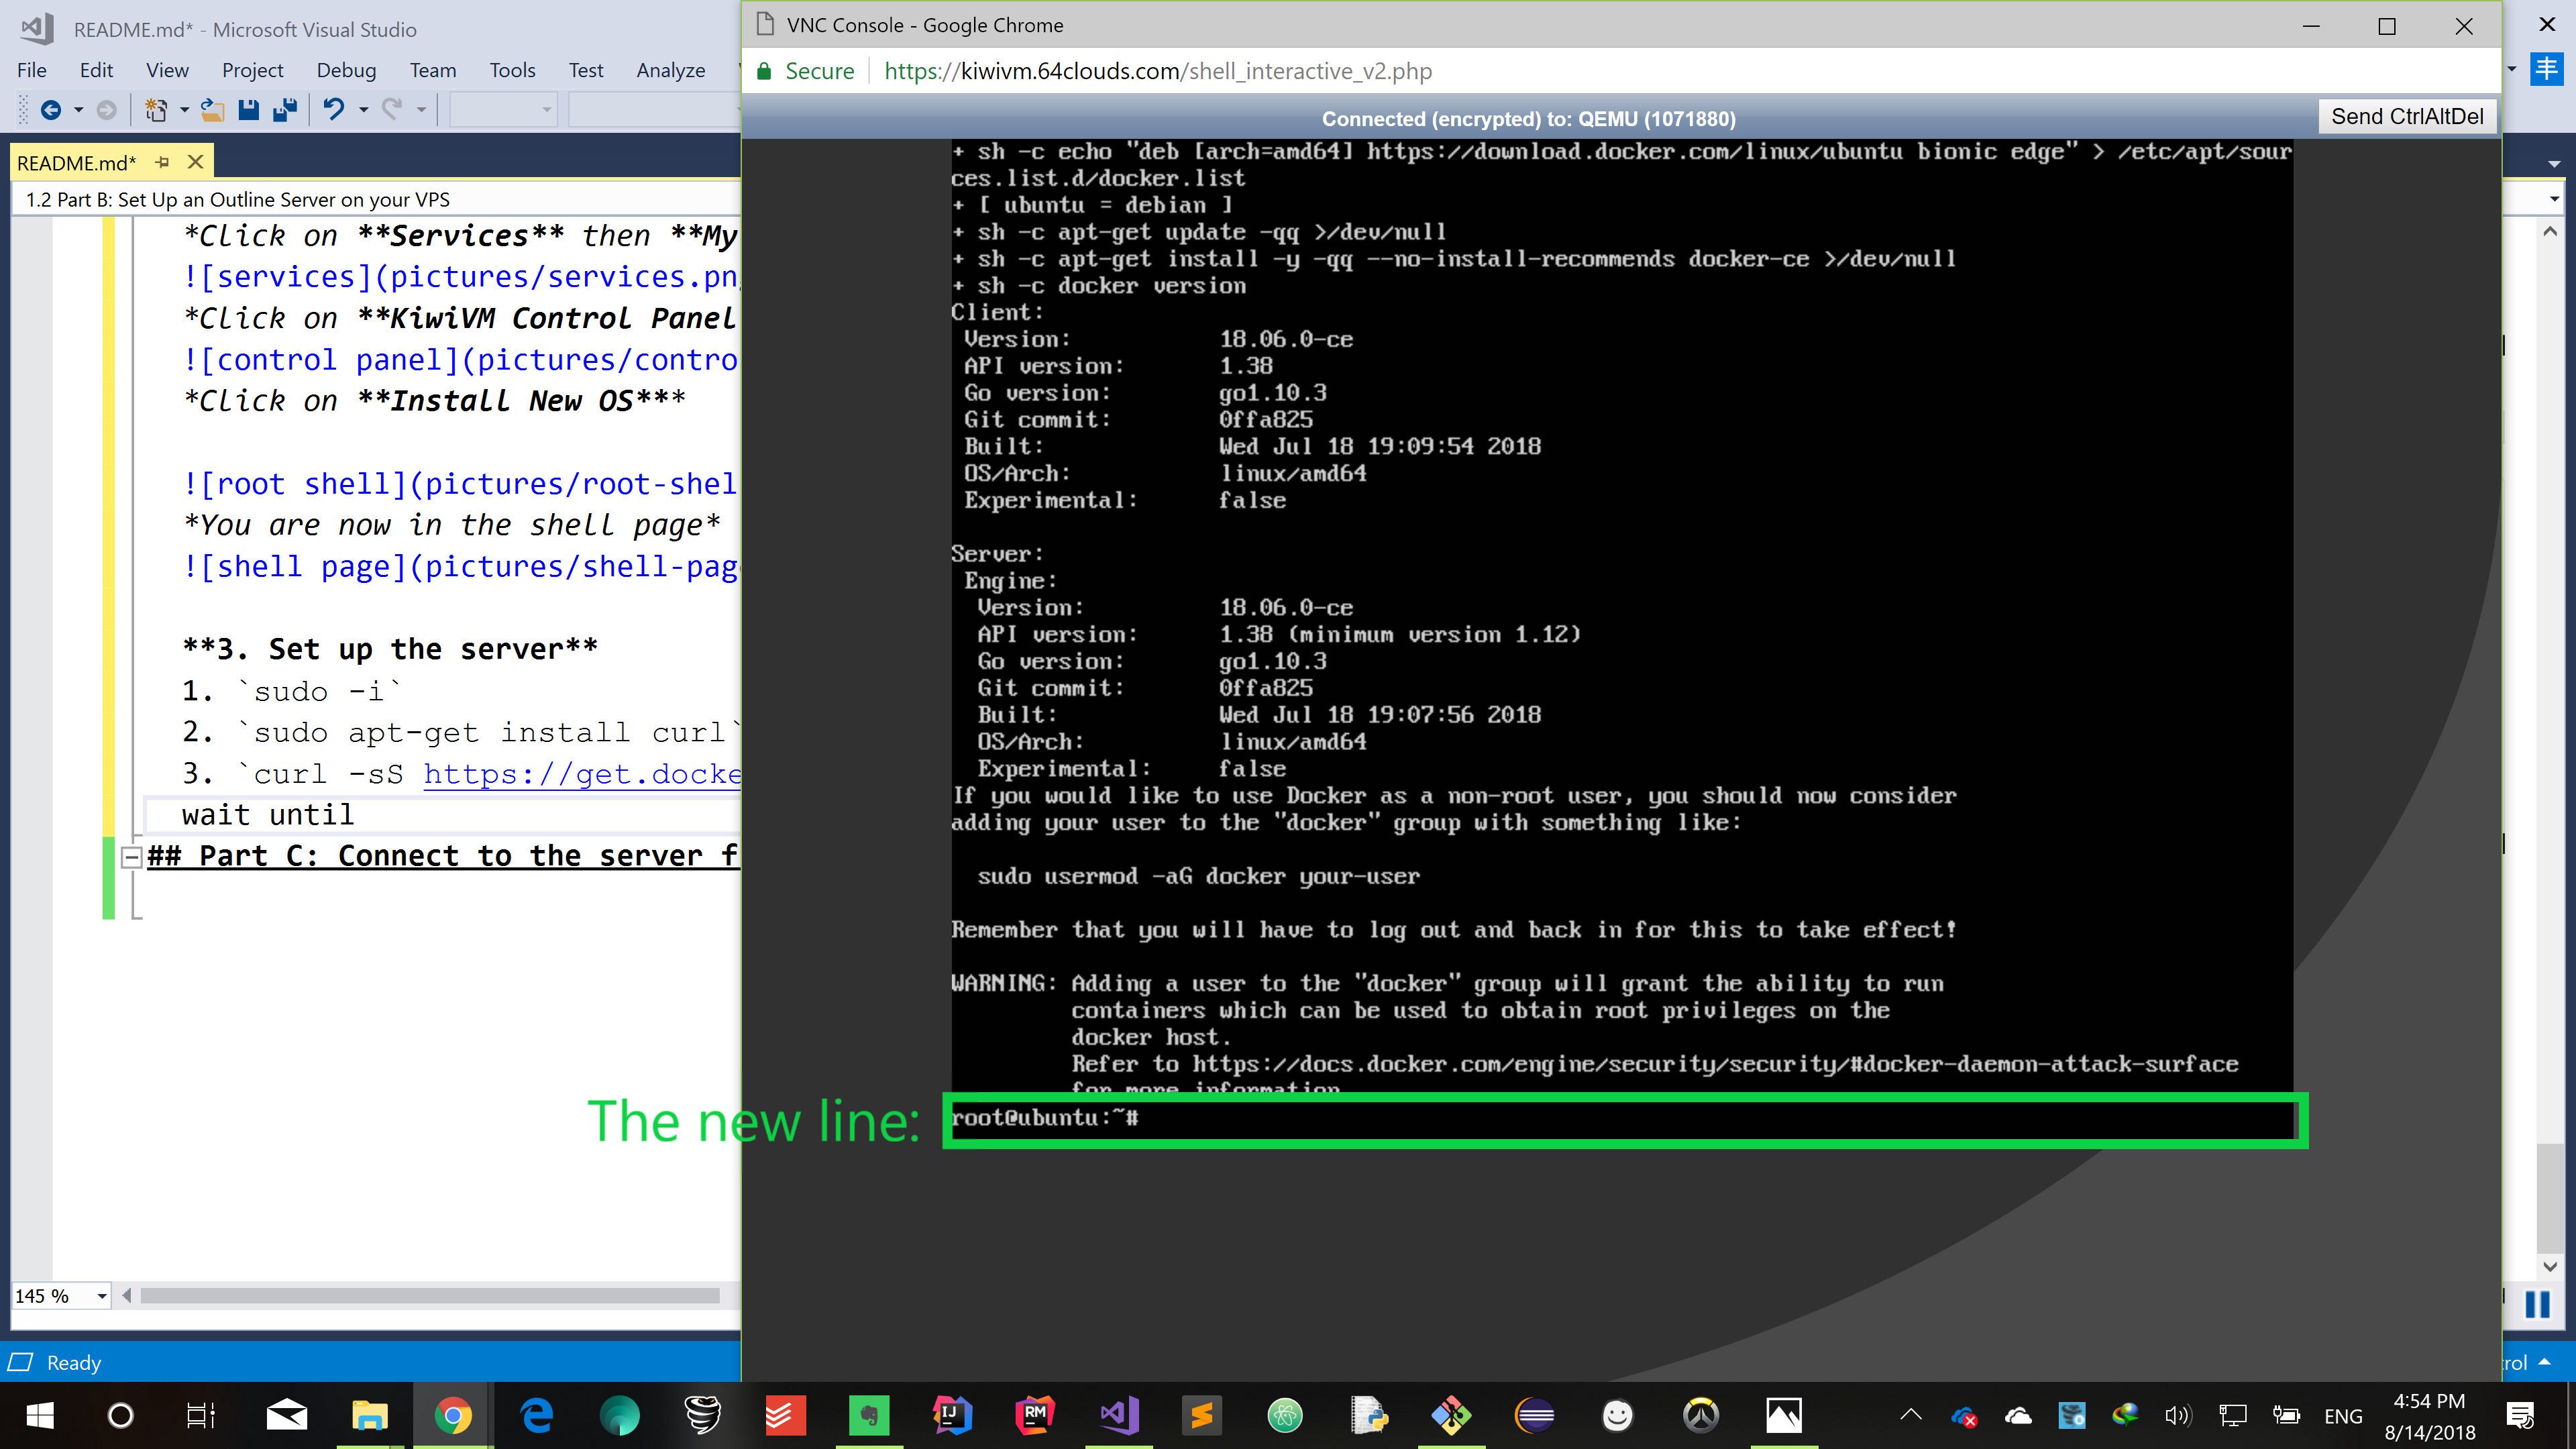 README.md* - Microsoft Visual Studio
File Edit View Project Debug Team Tools Test Analyze
README.md*
1.2 Part B: Set Up an Outline Server on your VPS
*Click on **Services** then **My
![services](pictures/services.pn
*Click on **KiwiVM Control Panel
![control panel](pictures/contro
*Click on **Install New OS***
![root shell](pictures/root-shel
*You are now in the shell page*
![shell page](pictures/shell-pag
**3. Set up the server**
1. `sudo -i`
2. `sudo apt-get install curl`
3. `curl -sS https://get.docke
wait until
## Part C: Connect to the server f
145 %
Ready
VNC Console - Google Chrome
Secure https://kiwivm.64clouds.com/shell_interactive_v2.php
Connected (encrypted) to: QEMU (1071880)
Send CtrlAltDel
+ sh -c echo "deb [arch=amd64] https://download.docker.com/linux/ubuntu bionic edge" > /etc/apt/sour
ces.list.d/docker.list
+ [ ubuntu = debian ]
+ sh -c apt-get update -qq >/dev/null
+ sh -c apt-get install -y -qq --no-install-recommends docker-ce >/dev/null
+ sh -c docker version
Client:
Version: 18.06.0-ce
API version: 1.38
Go version: go1.10.3
Git commit: 0ffa825
Built: Wed Jul 18 19:09:54 2018
OS/Arch: linux/amd64
Experimental: false
Server:
Engine:
Version: 18.06.0-ce
API version: 1.38 (minimum version 1.12)
Go version: go1.10.3
Git commit: 0ffa825
Built: Wed Jul 18 19:07:56 2018
OS/Arch: linux/amd64
Experimental: false
If you would like to use Docker as a non-root user, you should now consider
adding your user to the "docker" group with something like:
sudo usermod -aG docker your-user
Remember that you will have to log out and back in for this to take effect!
WARNING: Adding a user to the "docker" group will grant the ability to run
containers which can be used to obtain root privileges on the
docker host.
Refer to https://docs.docker.com/engine/security/security/#docker-daemon-attack-surface
for more information
The new line: root@ubuntu:~#
丰
rol
IJ
RM
ENG
4:54 PM
8/14/2018